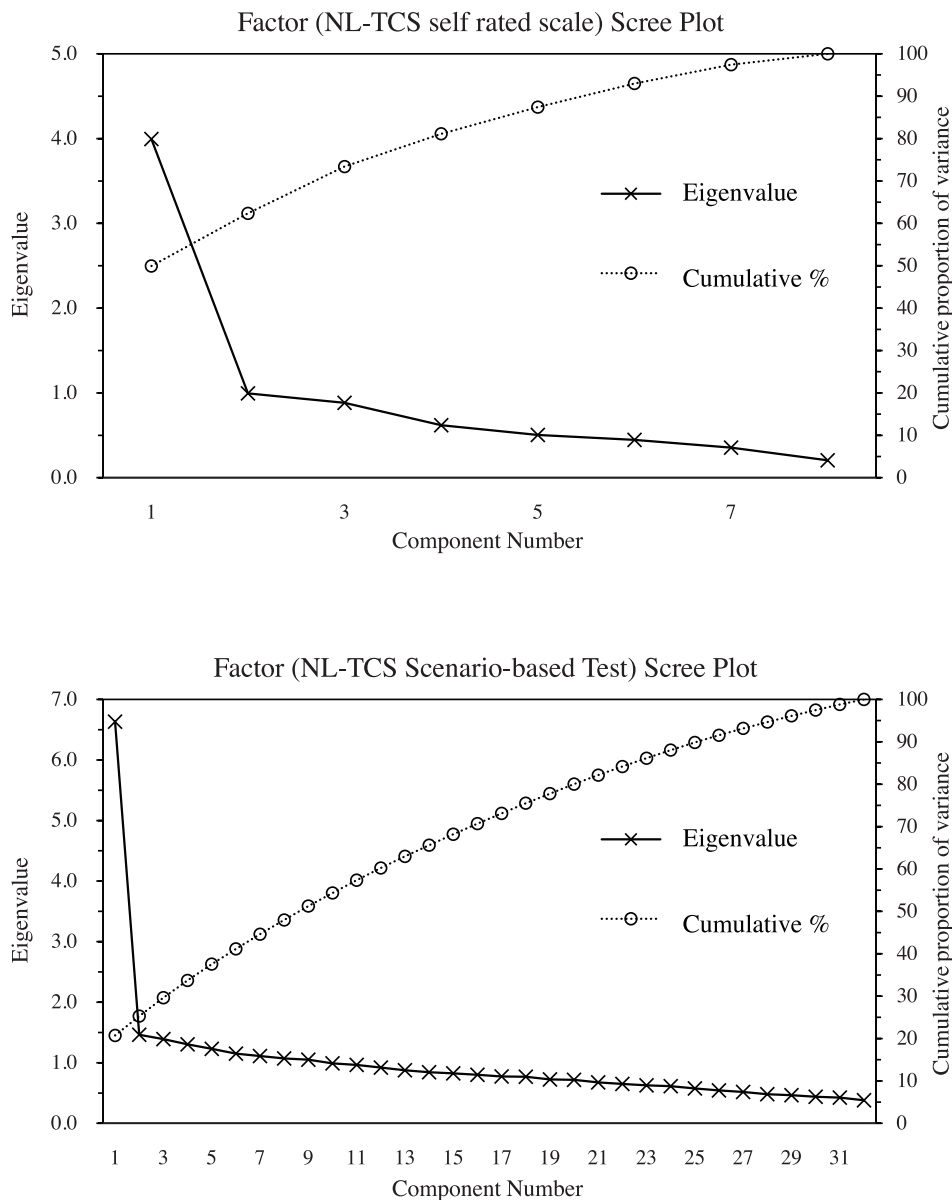 Factor (NL-TCS self rated scale) Scree Plot
5.0
4.0
3.0
2.0
1.0
0.0
Eigenvalue
100
90
80
70
60
50
40
30
20
10
0
Cumulative proportion of variance
Eigenvalue
Cumulative %
1 3 5 7
Component Number
Factor (NL-TCS Scenario-based Test) Scree Plot
7.0
6.0
5.0
4.0
3.0
2.0
1.0
0.0
Eigenvalue
100
90
80
70
60
50
40
30
20
10
0
Cumulative proportion of variance
Eigenvalue
Cumulative %
1 3 5 7 9 11 13 15 17 19 21 23 25 27 29 31
Component Number